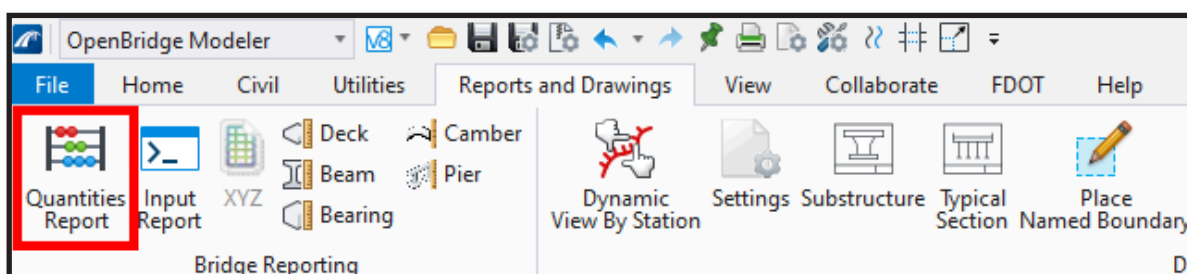 OpenBridge Modeler V8
File Home Civil Utilities Reports and Drawings View Collaborate FDOT Help
Quantities Report
Input Report
XYZ
Deck
Beam
Bearing
Camber
Pier
Dynamic View By Station
Settings
Substructure
Typical Section
Place Named Boundary
Bridge Reporting
D